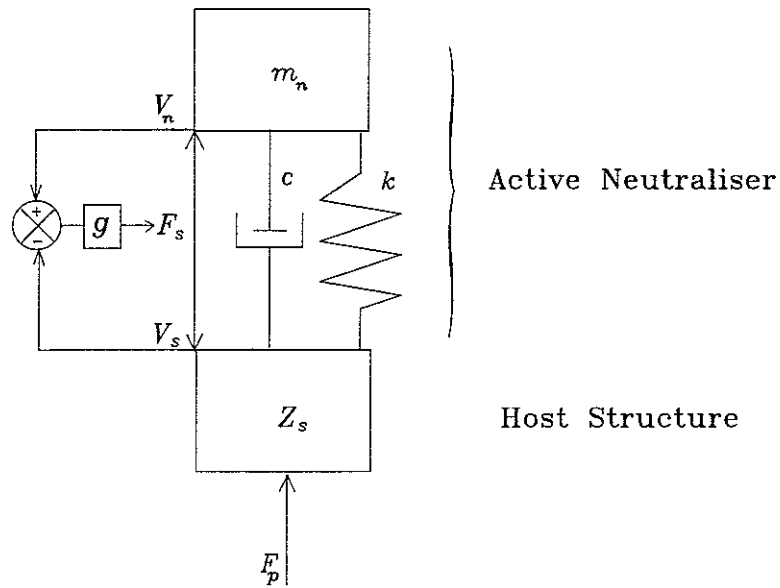 m_n
V_n
c
k
Active Neutraliser
+
−
g
F_s
V_s
Z_s
Host Structure
F_p